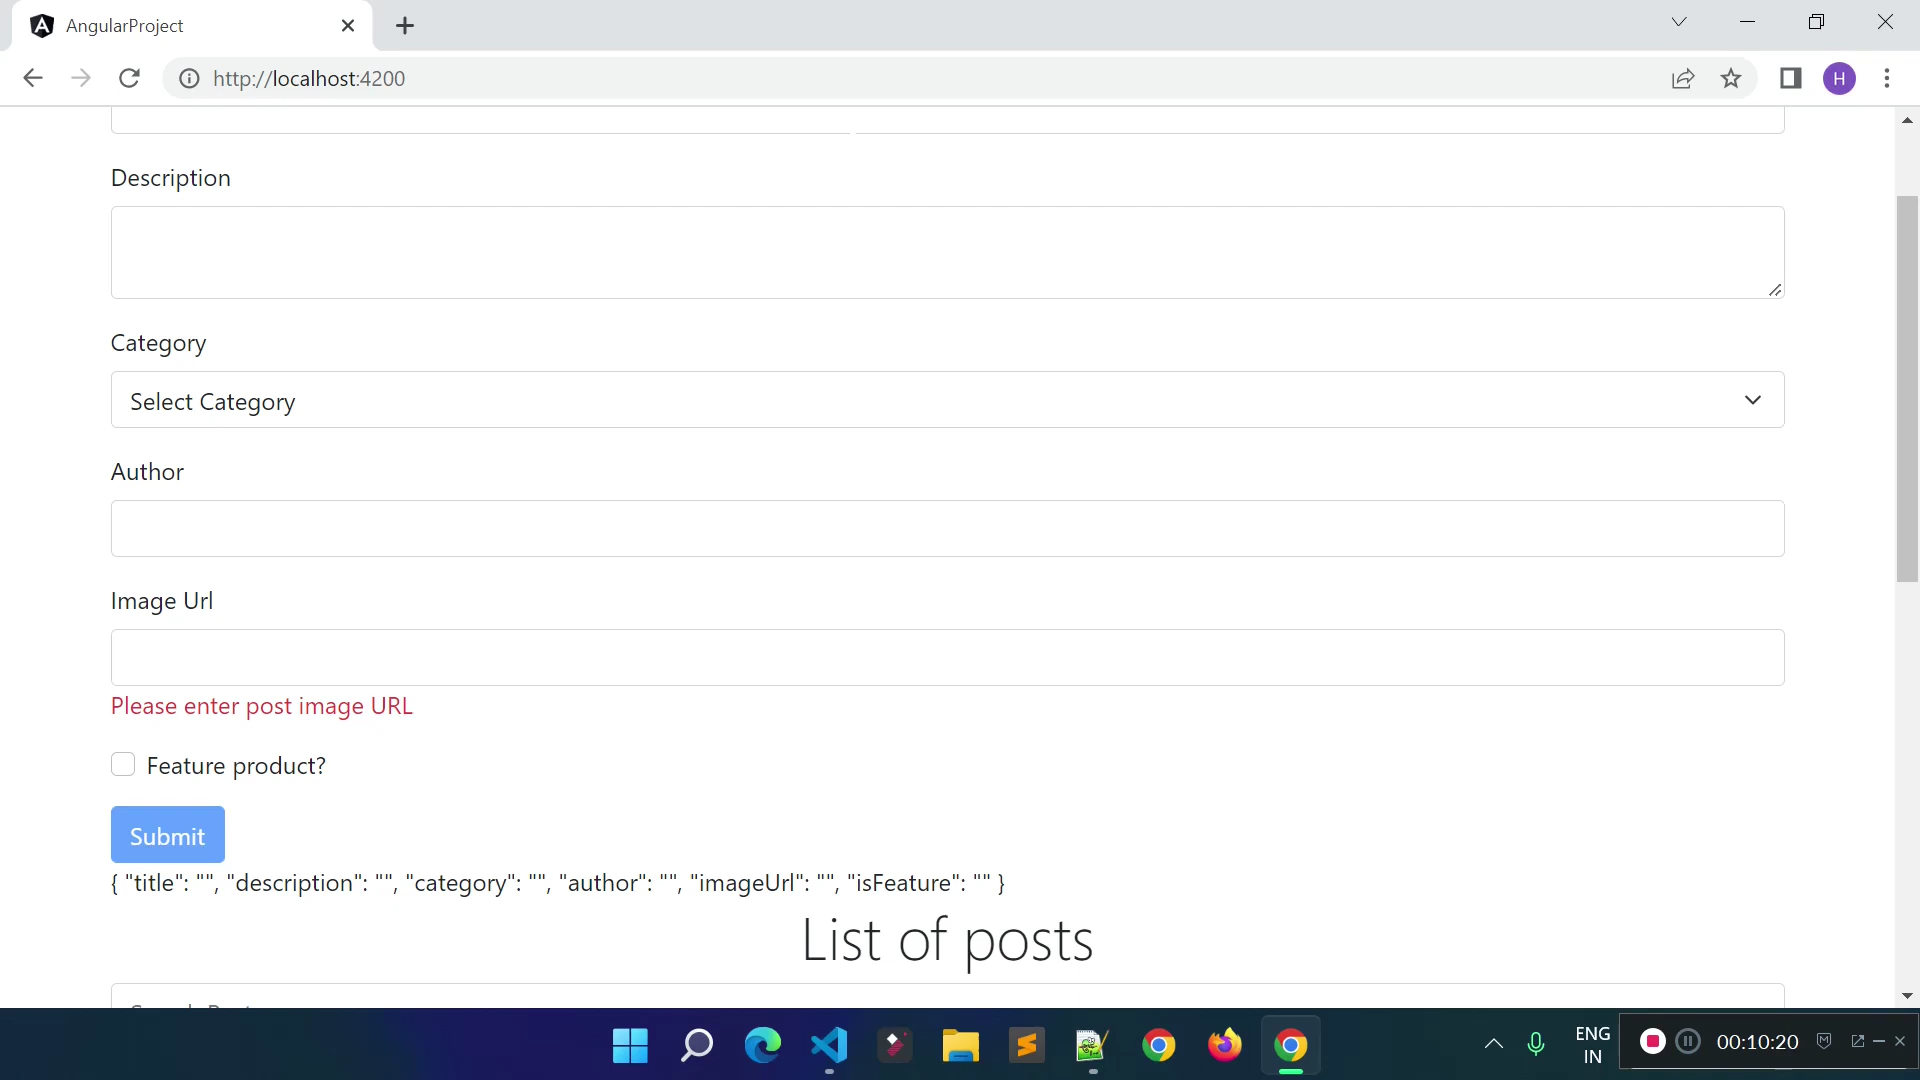 AngularProject
http://localhost:4200
H
Description
Category
Select Category
Author
Image Url
Please enter post image URL
Feature product?
Submit
{ "title": "", "description": "", "category": "", "author": "", "imageUrl": "", "isFeature": "" }
List of posts
ENG
IN
00:10:20